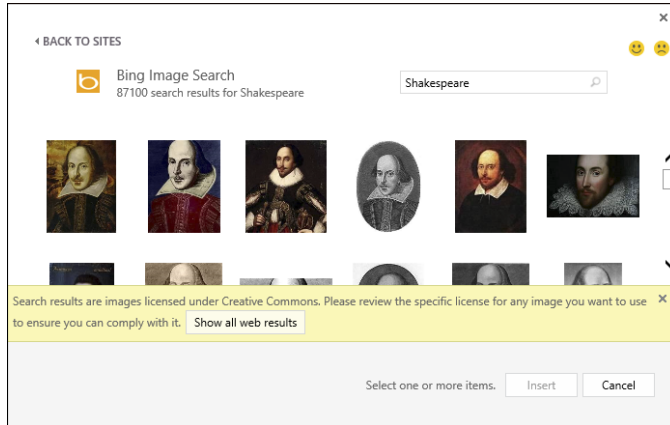 BACK TO SITES
Bing Image Search
87100 search results for Shakespeare
Shakespeare
Search results are images licensed under Creative Commons. Please review the specific license for any image you want to use
to ensure you can comply with it. Show all web results
Select one or more items. Insert Cancel